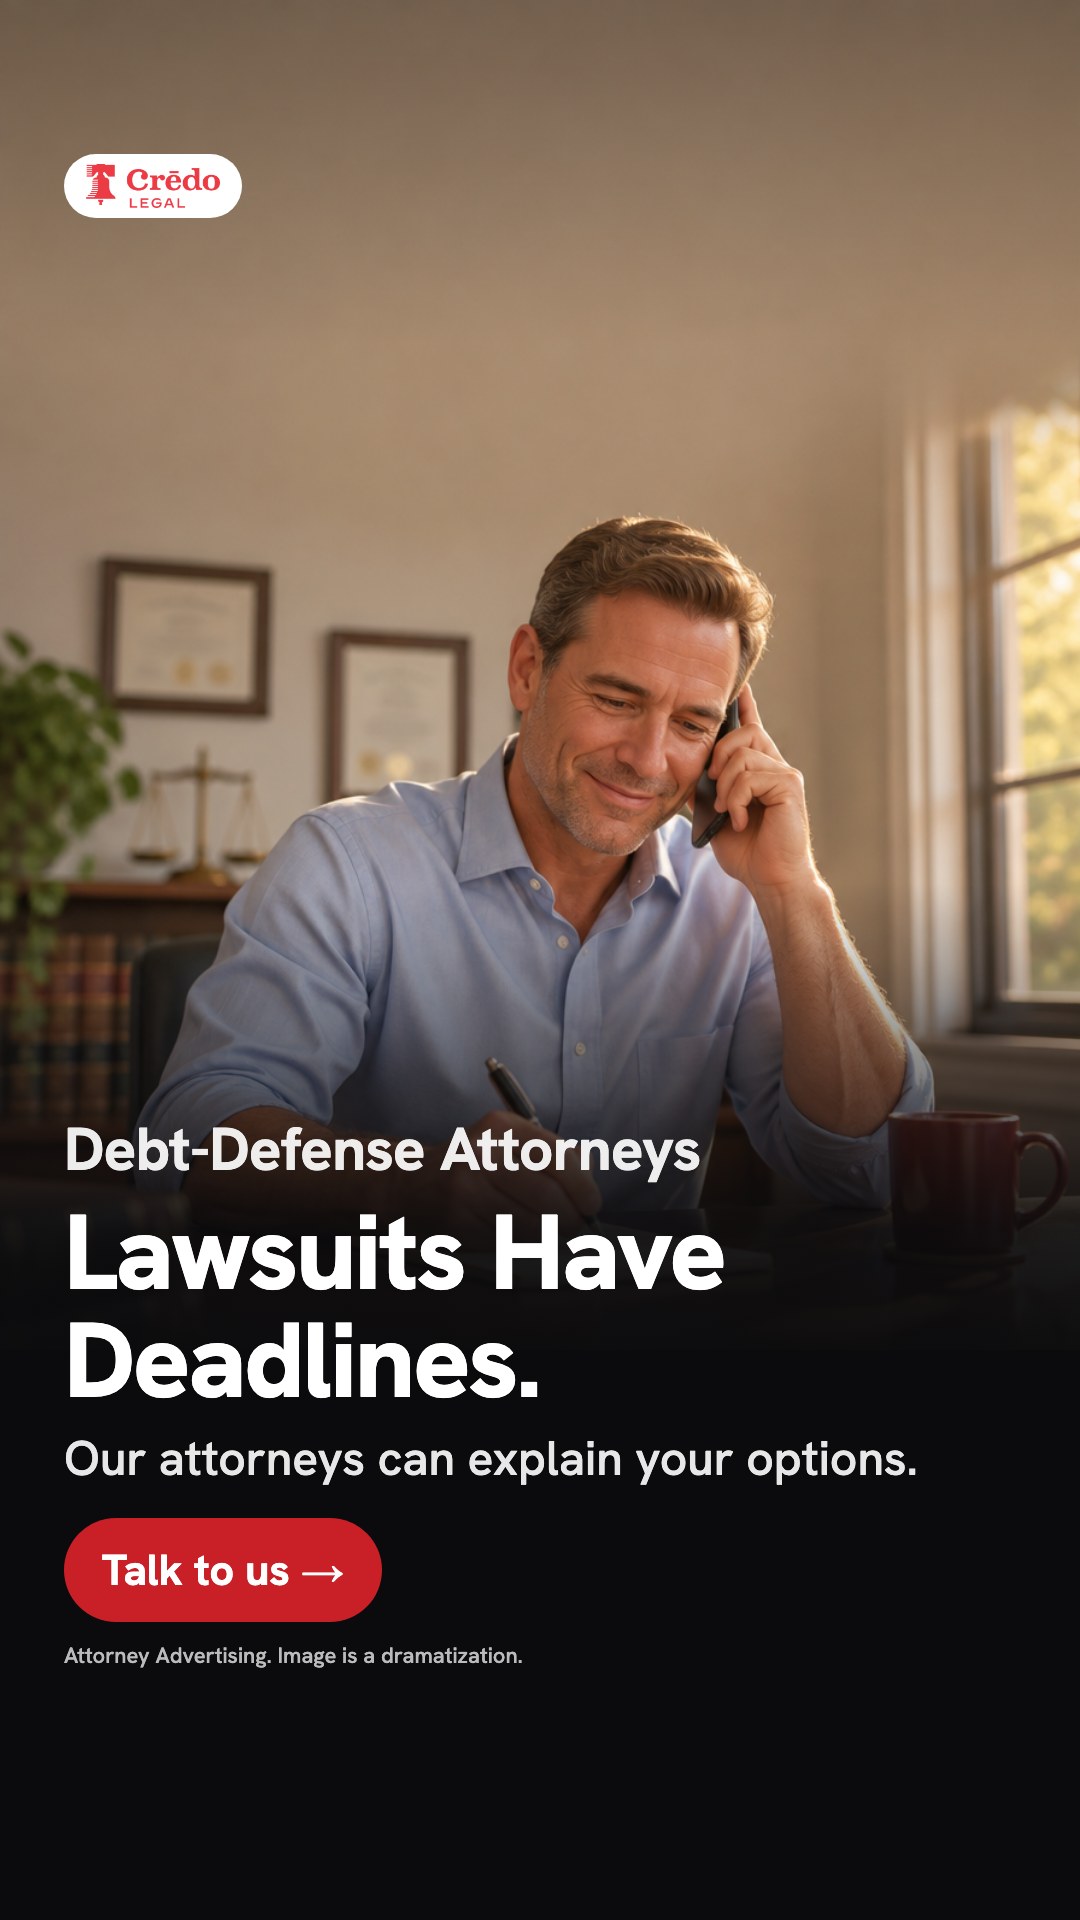 Crēdo
LEGAL
Debt-Defense Attorneys
Lawsuits Have
Deadlines.
Our attorneys can explain your options.
Talk to us →
Attorney Advertising. Image is a dramatization.